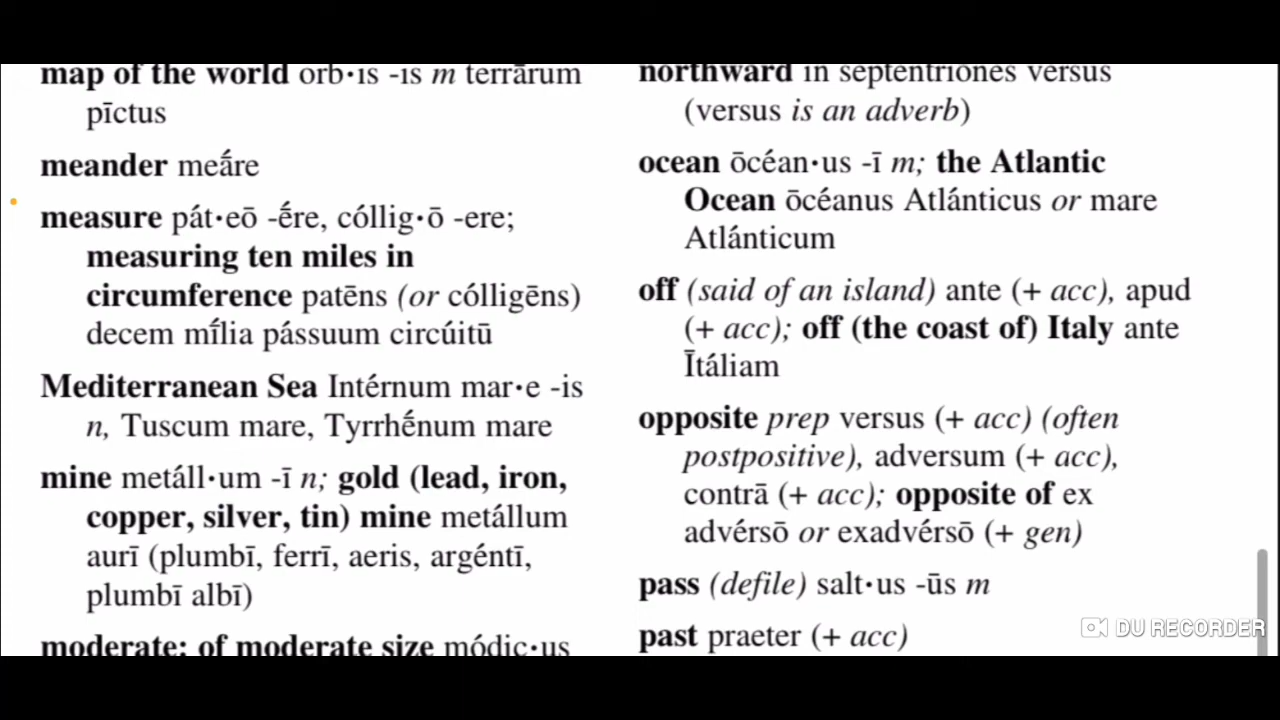 map of the world orb·is -is m terrārum
pīctus
meander meā́re
measure pát·eō -ḗre, cóllig·ō -ere;
measuring ten miles in
circumference patēns (or cólligēns)
decem mī́lia pássuum circúitū
Mediterranean Sea Intérnum mar·e -is
n, Tuscum mare, Tyrrhḗnum mare
mine metáll·um -ī n; gold (lead, iron,
copper, silver, tin) mine metállum
aurī (plumbī, ferrī, aeris, argéntī,
plumbī albī)
moderate: of moderate size módic·us
northward in septentriōnēs versus
(versus is an adverb)
ocean ōcéan·us -ī m; the Atlantic
Ocean ōcéanus Atlánticus or mare
Atlánticum
off (said of an island) ante (+ acc), apud
(+ acc); off (the coast of) Italy ante
Ītáliam
opposite prep versus (+ acc) (often
postpositive), adversum (+ acc),
contrā (+ acc); opposite of ex
advérsō or exadvérsō (+ gen)
pass (defile) salt·us -ūs m
past praeter (+ acc)
DU RECORDER